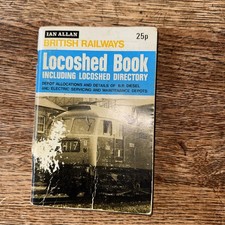 IAN ALLAN
25p
BRITISH RAILWAYS
Locoshed Book
INCLUDING LOCOSHED DIRECTORY
DEPOT ALLOCATIONS AND DETAILS OF B.R. DIESEL
AND ELECTRIC SERVICING AND MAINTENANCE DEPOTS